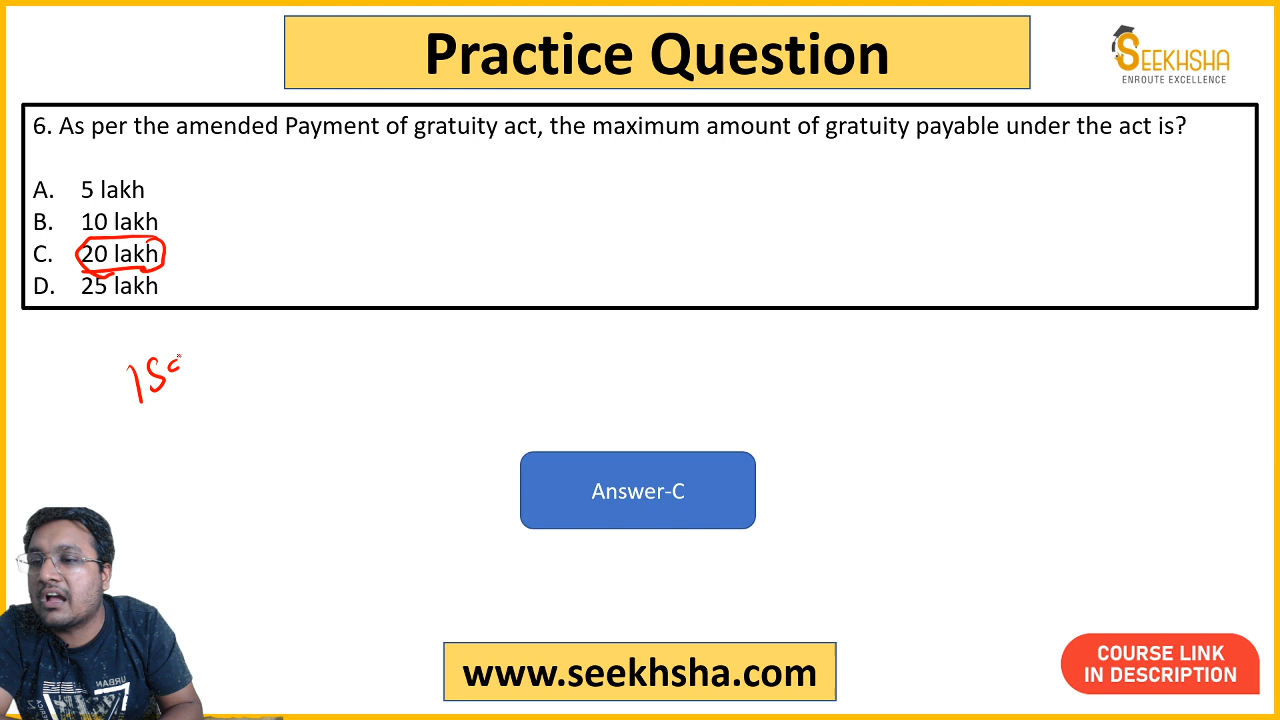 Practice Question
SEEKHSHA
ENROUTE EXCELLENCE
6. As per the amended Payment of gratuity act, the maximum amount of gratuity payable under the act is?
A. 5 lakh
B. 10 lakh
C. 20 lakh
D. 25 lakh
Answer-C
www.seekhsha.com
COURSE LINK
IN DESCRIPTION